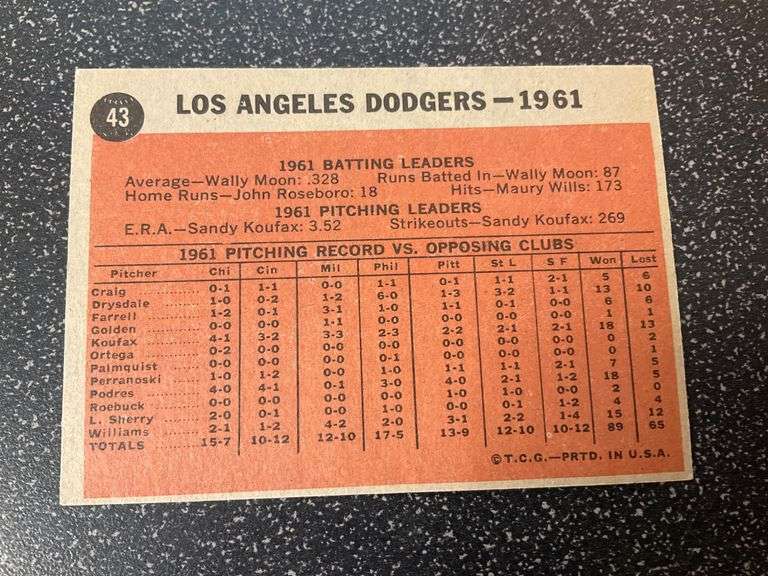 43
LOS ANGELES DODGERS—1961
1961 BATTING LEADERS
Average—Wally Moon: .328 Runs Batted In—Wally Moon: 87
Home Runs—John Roseboro: 18 Hits—Maury Wills: 173
1961 PITCHING LEADERS
E.R.A.—Sandy Koufax: 3.52 Strikeouts—Sandy Koufax: 269
1961 PITCHING RECORD VS. OPPOSING CLUBS
Pitcher Chi Cin Mil Phil Pitt St L S F Won Lost
Craig 0-1 1-1 0-0 1-1 0-1 1-1 2-1 5 6
Drysdale 1-0 0-2 1-2 6-0 1-3 3-2 1-1 13 10
Farrell 1-2 0-1 3-1 1-0 1-1 0-1 0-0 6 6
Golden 0-0 0-0 1-1 0-0 0-0 0-0 0-0 1 1
Koufax 4-1 3-2 3-3 2-3 2-2 2-1 2-1 18 13
Ortega 0-2 0-0 0-0 0-0 0-0 0-0 0-0 0 2
Palmquist 0-0 0-0 0-0 0-1 0-0 0-0 0-0 0 1
Perranoski 1-0 1-2 0-0 1-0 1-0 1-1 2-1 7 5
Podres 4-0 4-1 0-1 3-0 4-0 2-1 1-2 18 5
Roebuck 0-0 0-0 0-0 0-0 1-0 1-0 0-0 2 0
L. Sherry 2-0 0-1 0-0 1-0 0-0 0-1 1-2 4 4
Williams 2-1 1-2 4-2 2-0 3-1 2-2 1-4 15 12
TOTALS 15-7 10-12 12-10 17-5 13-9 12-10 10-12 89 65
©T.C.G.—PRTD. IN U.S.A.